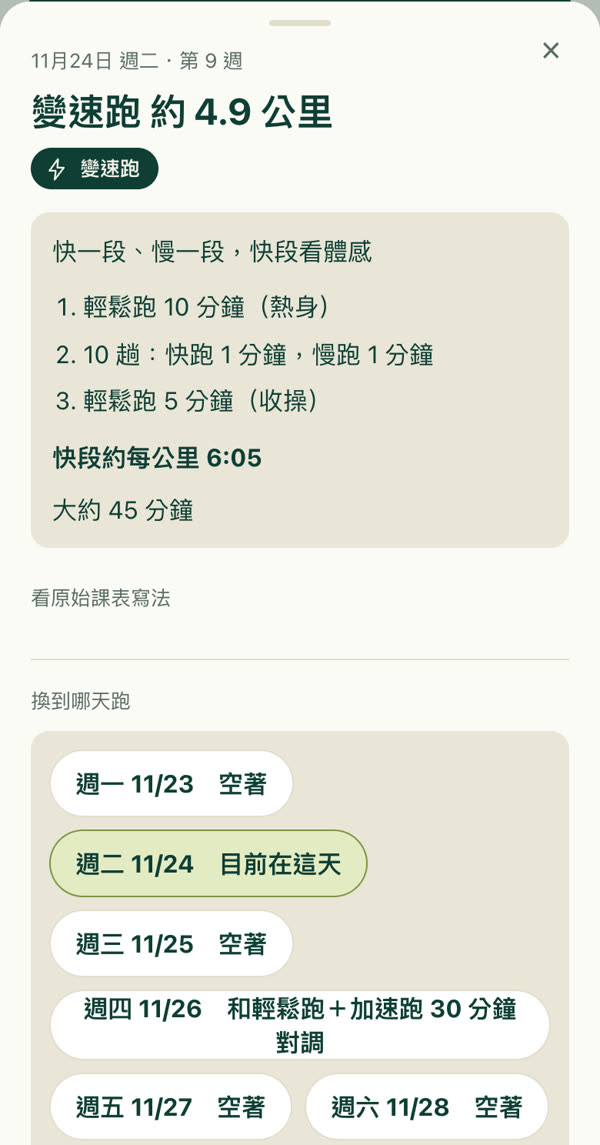 11月24日 週二·第 9 週
變速跑 約 4.9 公里
變速跑
快一段、慢一段，快段看體感
1. 輕鬆跑 10 分鐘（熱身）
2. 10 趟：快跑 1 分鐘，慢跑 1 分鐘
3. 輕鬆跑 5 分鐘（收操）
快段約每公里 6:05
大約 45 分鐘
看原始課表寫法
換到哪天跑
週一 11/23 空著
週二 11/24 目前在這天
週三 11/25 空著
週四 11/26 和輕鬆跑＋加速跑 30 分鐘
對調
週五 11/27 空著
週六 11/28 空著